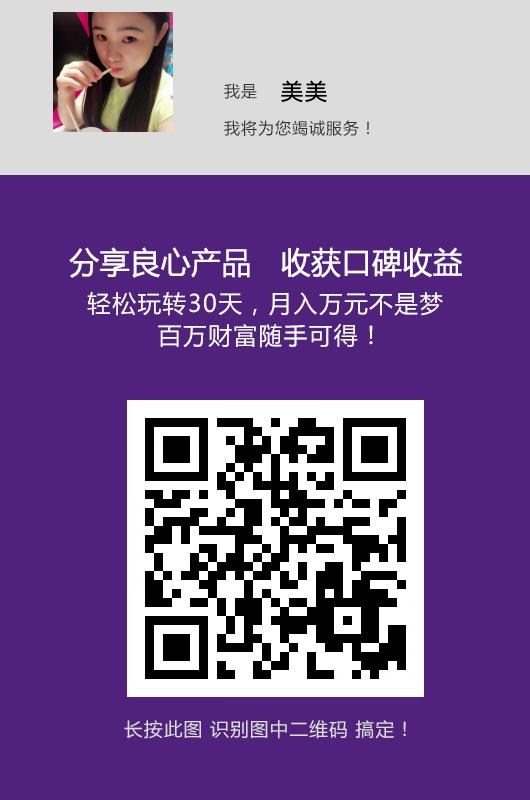 我是 美美
我将为您竭诚服务！
分享良心产品 收获口碑收益
轻松玩转30天，月入万元不是梦
百万财富随手可得！
长按此图 识别图中二维码 搞定！